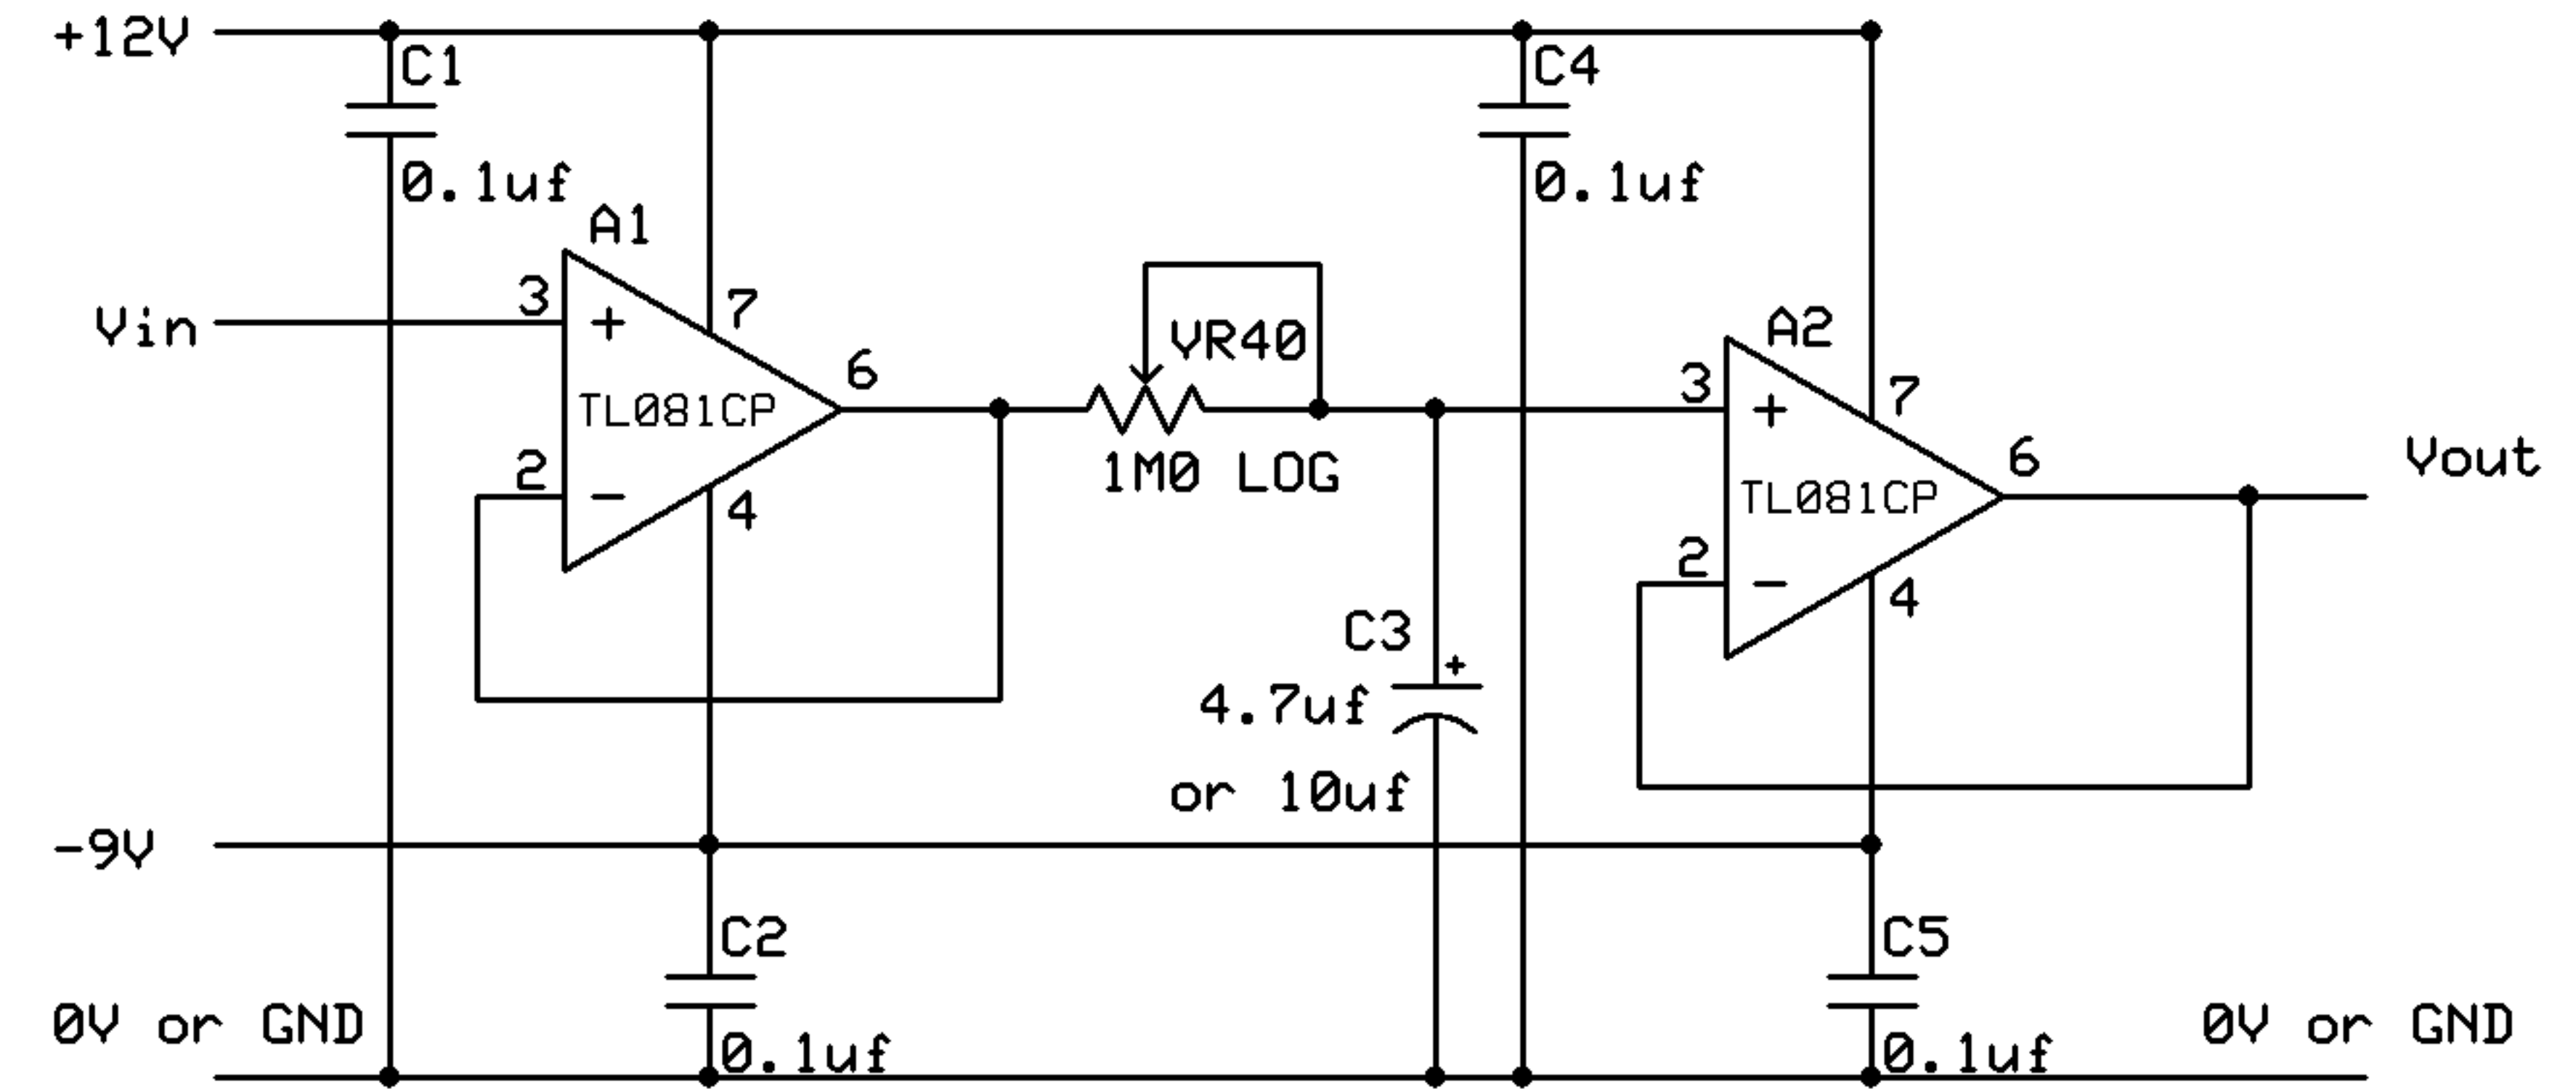 +12V
C1
C4
0.1uf
0.1uf
A1
3
+
7
Vin
VR40
A2
6
3
+
7
TL081CP
2
-
4
1M0 LOG
6
Vout
TL081CP
2
-
4
C3
+
4.7uf
or 10uf
-9V
C2
C5
0V or GND
0V or GND
0.1uf
0.1uf